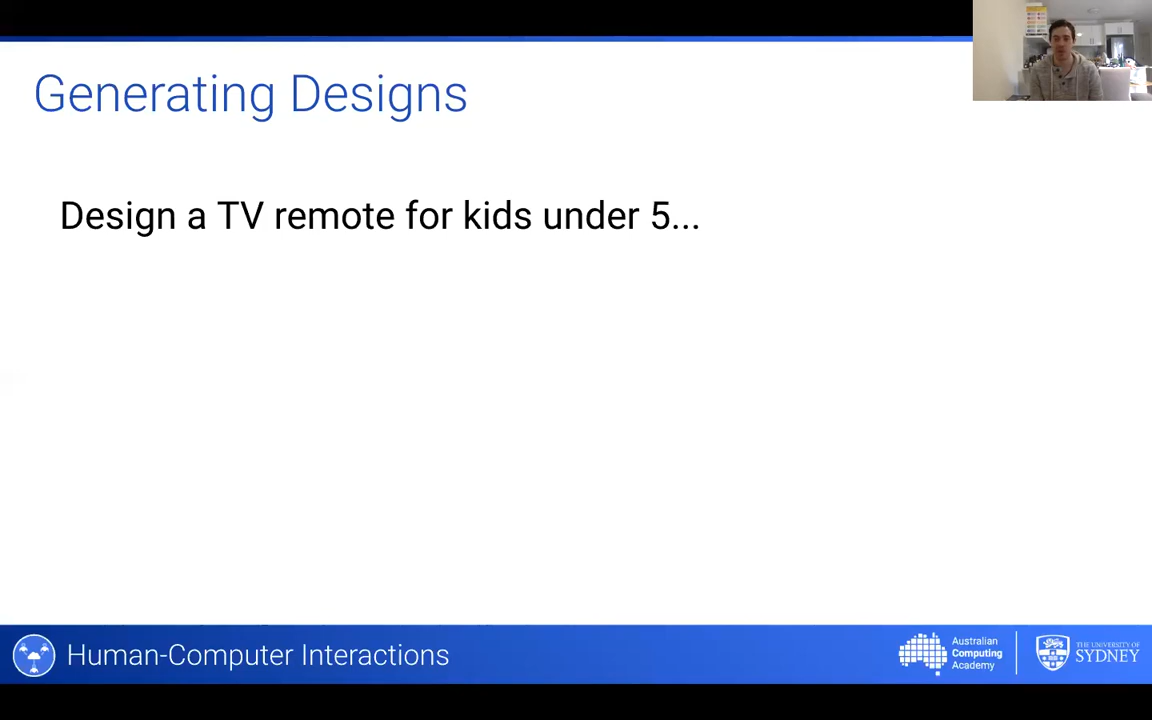 Generating Designs
Design a TV remote for kids under 5...
Human-Computer Interactions
Australian
Computing
Academy
THE UNIVERSITY OF
SYDNEY